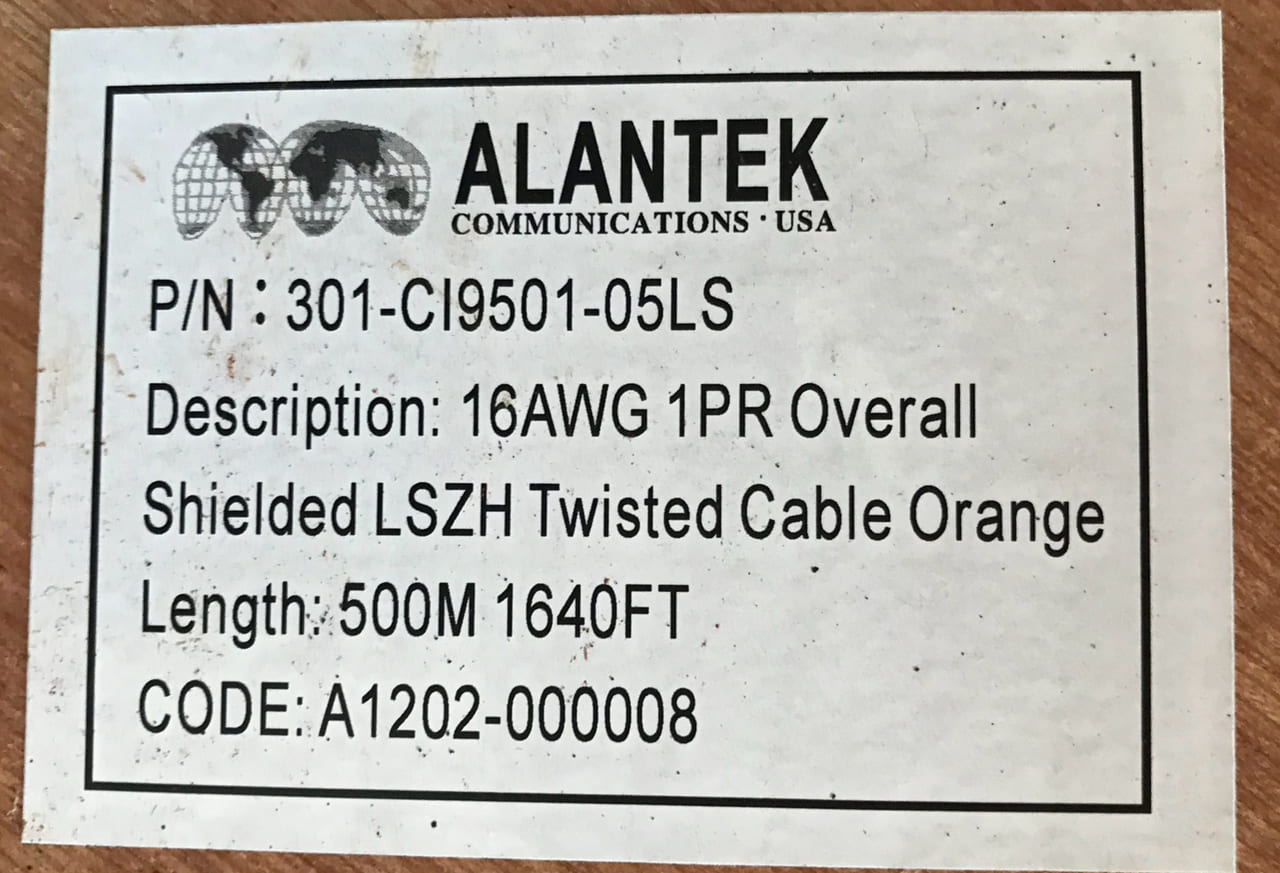 ALANTEK
COMMUNICATIONS · USA
P/N : 301-CI9501-05LS
Description: 16AWG 1PR Overall
Shielded LSZH Twisted Cable Orange
Length: 500M 1640FT
CODE: A1202-000008